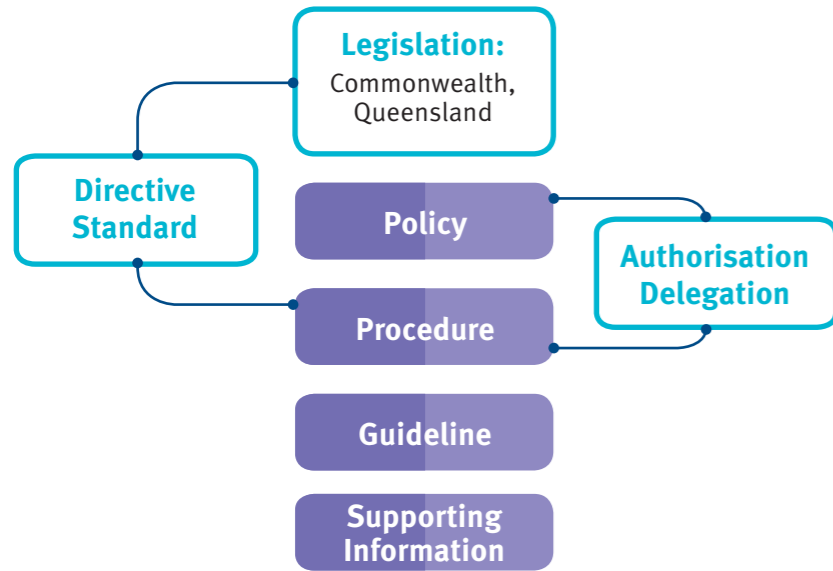 Legislation:
Commonwealth,
Queensland
Directive
Standard
Policy
Authorisation
Delegation
Procedure
Guideline
Supporting
Information